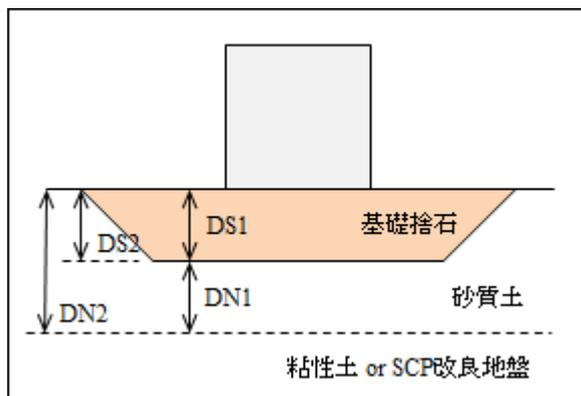 DS1
基礎捨石
DS2
DN1
砂質土
DN2
粘性土 or SCP改良地盤